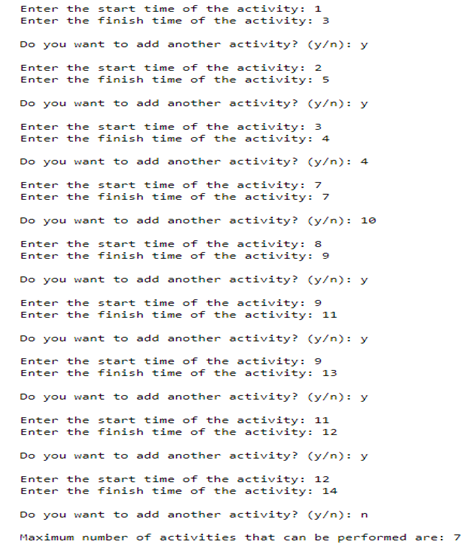 Enter the start time of the activity: 1
Enter the finish time of the activity: 3
Do you want to add another activity? (y/n): y
Enter the start time of the activity: 2
Enter the finish time of the activity: 5
Do you want to add another activity? (y/n): y
Enter the start time of the activity: 3
Enter the finish time of the activity: 4
Do you want to add another activity? (y/n): 4
Enter the start time of the activity: 7
Enter the finish time of the activity: 7
Do you want to add another activity? (y/n): 10
Enter the start time of the activity: 8
Enter the finish time of the activity: 9
Do you want to add another activity? (y/n): y
Enter the start time of the activity: 9
Enter the finish time of the activity: 11
Do you want to add another activity? (y/n): y
Enter the start time of the activity: 9
Enter the finish time of the activity: 13
Do you want to add another activity? (y/n): y
Enter the start time of the activity: 11
Enter the finish time of the activity: 12
Do you want to add another activity? (y/n): y
Enter the start time of the activity: 12
Enter the finish time of the activity: 14
Do you want to add another activity? (y/n): n
Maximum number of activities that can be performed are: 7